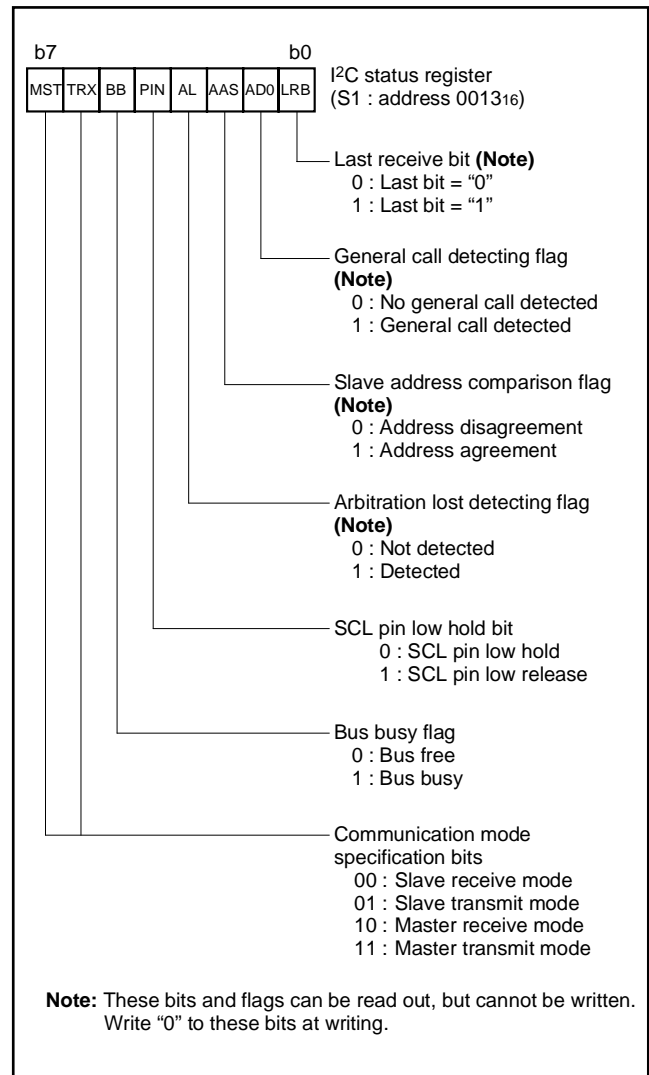 b7 b0
MST TRX BB PIN AL AAS AD0 LRB
I2C status register
(S1 : address 001316)
Last receive bit (Note)
0 : Last bit = “0”
1 : Last bit = “1”
General call detecting flag
(Note)
0 : No general call detected
1 : General call detected
Slave address comparison flag
(Note)
0 : Address disagreement
1 : Address agreement
Arbitration lost detecting flag
(Note)
0 : Not detected
1 : Detected
SCL pin low hold bit
0 : SCL pin low hold
1 : SCL pin low release
Bus busy flag
0 : Bus free
1 : Bus busy
Communication mode
specification bits
00 : Slave receive mode
01 : Slave transmit mode
10 : Master receive mode
11 : Master transmit mode
Note: These bits and flags can be read out, but cannot be written.
Write “0” to these bits at writing.